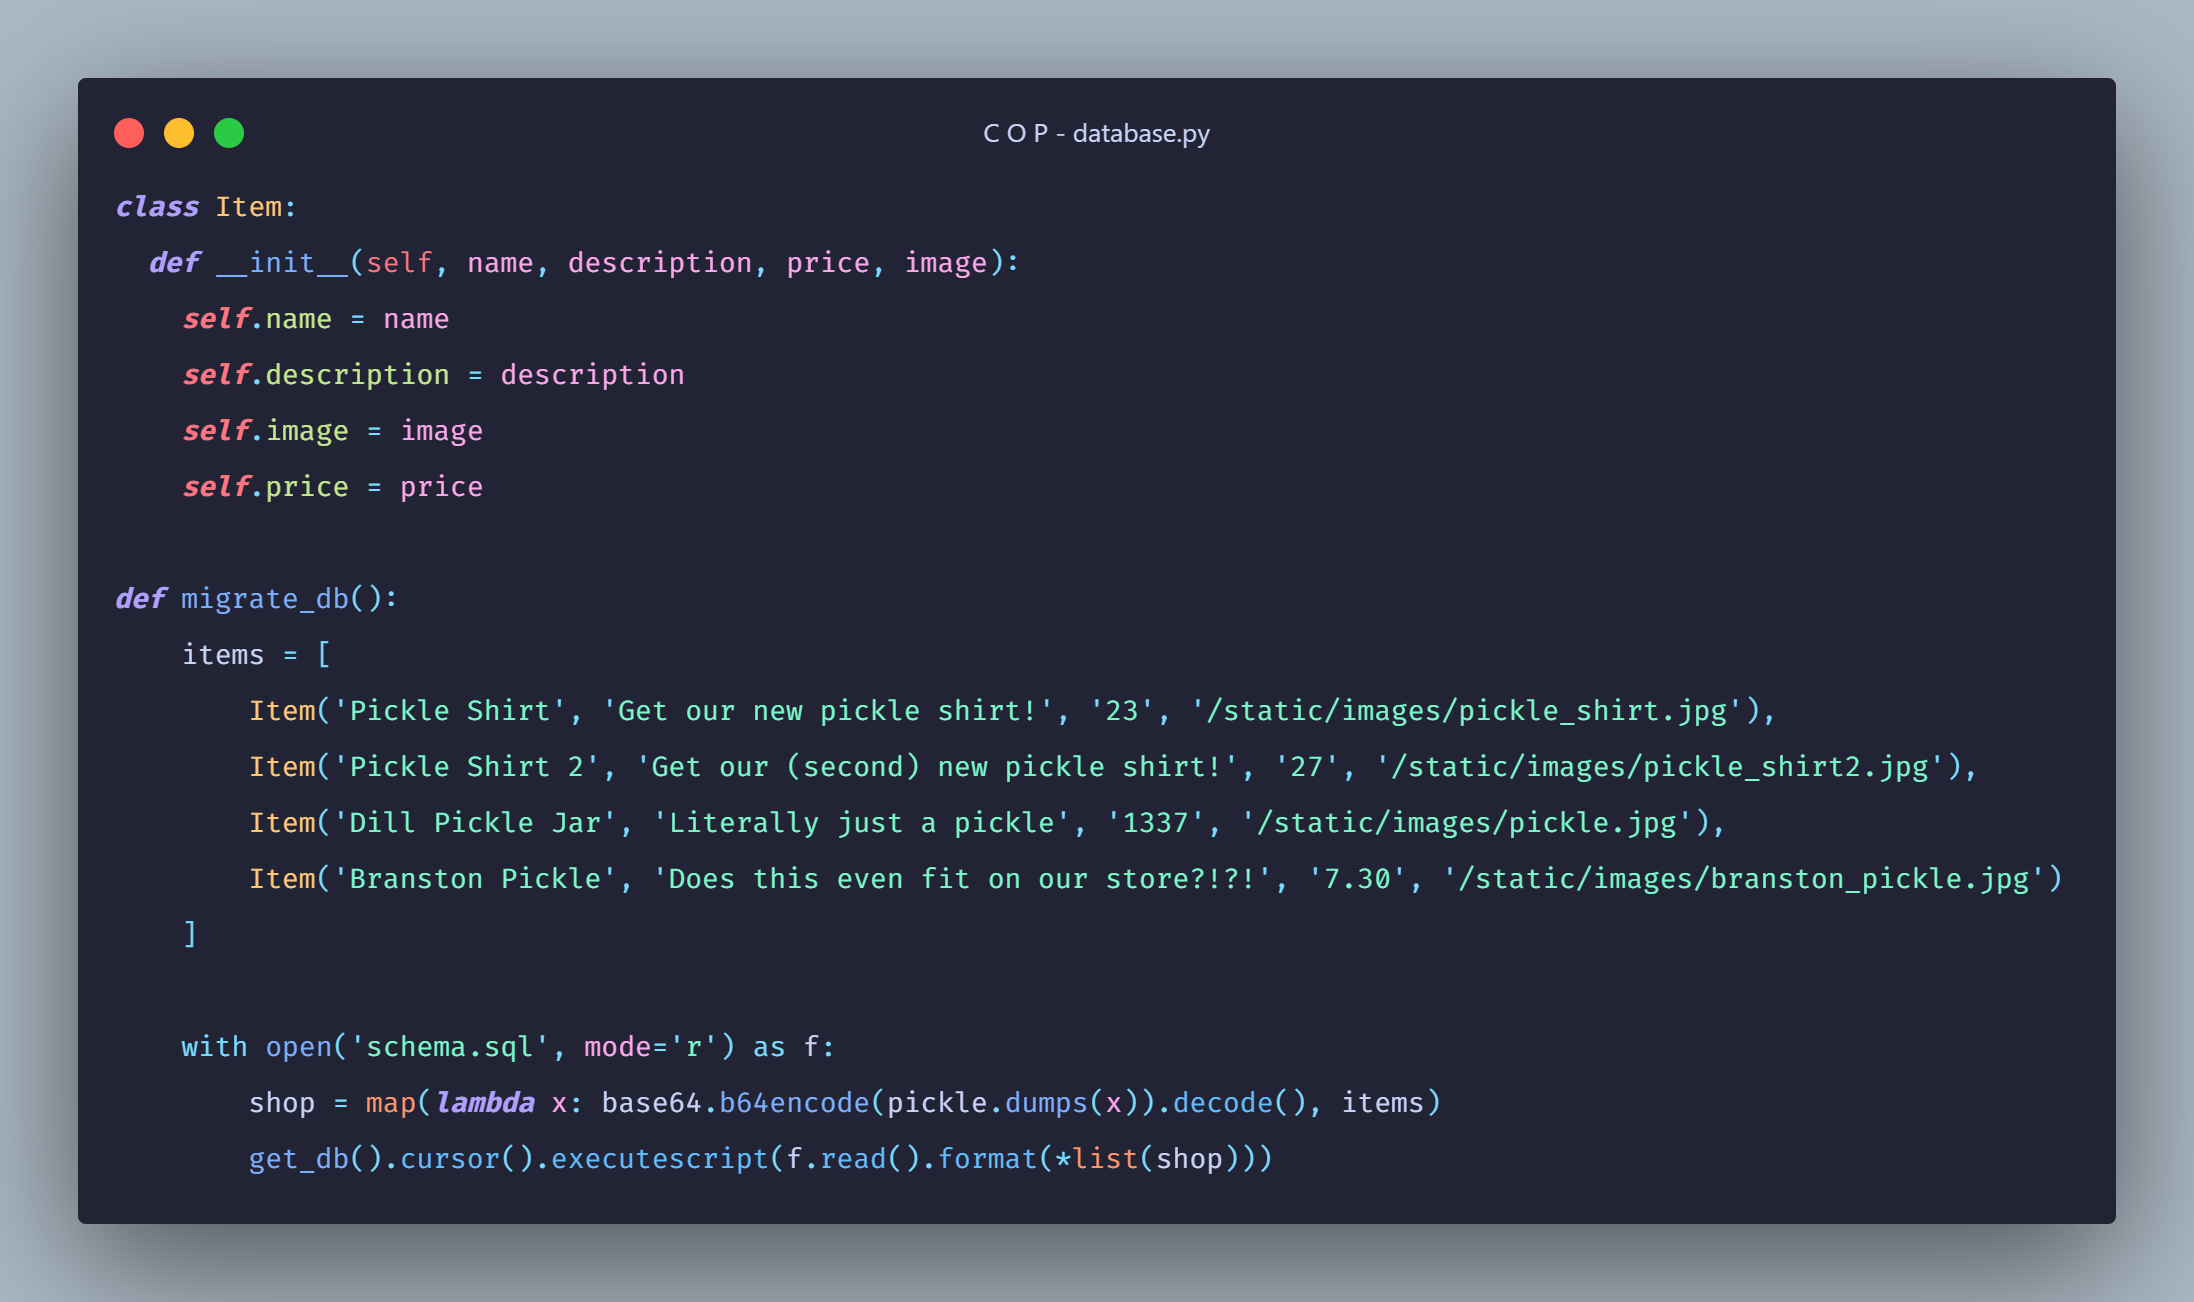 C O P - database.py
class Item:
  def __init__(self, name, description, price, image):
    self.name = name
    self.description = description
    self.image = image
    self.price = price
def migrate_db():
    items = [
        Item('Pickle Shirt', 'Get our new pickle shirt!', '23', '/static/images/pickle_shirt.jpg'),
        Item('Pickle Shirt 2', 'Get our (second) new pickle shirt!', '27', '/static/images/pickle_shirt2.jpg'),
        Item('Dill Pickle Jar', 'Literally just a pickle', '1337', '/static/images/pickle.jpg'),
        Item('Branston Pickle', 'Does this even fit on our store?!?!', '7.30', '/static/images/branston_pickle.jpg')
    ]
    with open('schema.sql', mode='r') as f:
        shop = map(lambda x: base64.b64encode(pickle.dumps(x)).decode(), items)
        get_db().cursor().executescript(f.read().format(*list(shop)))